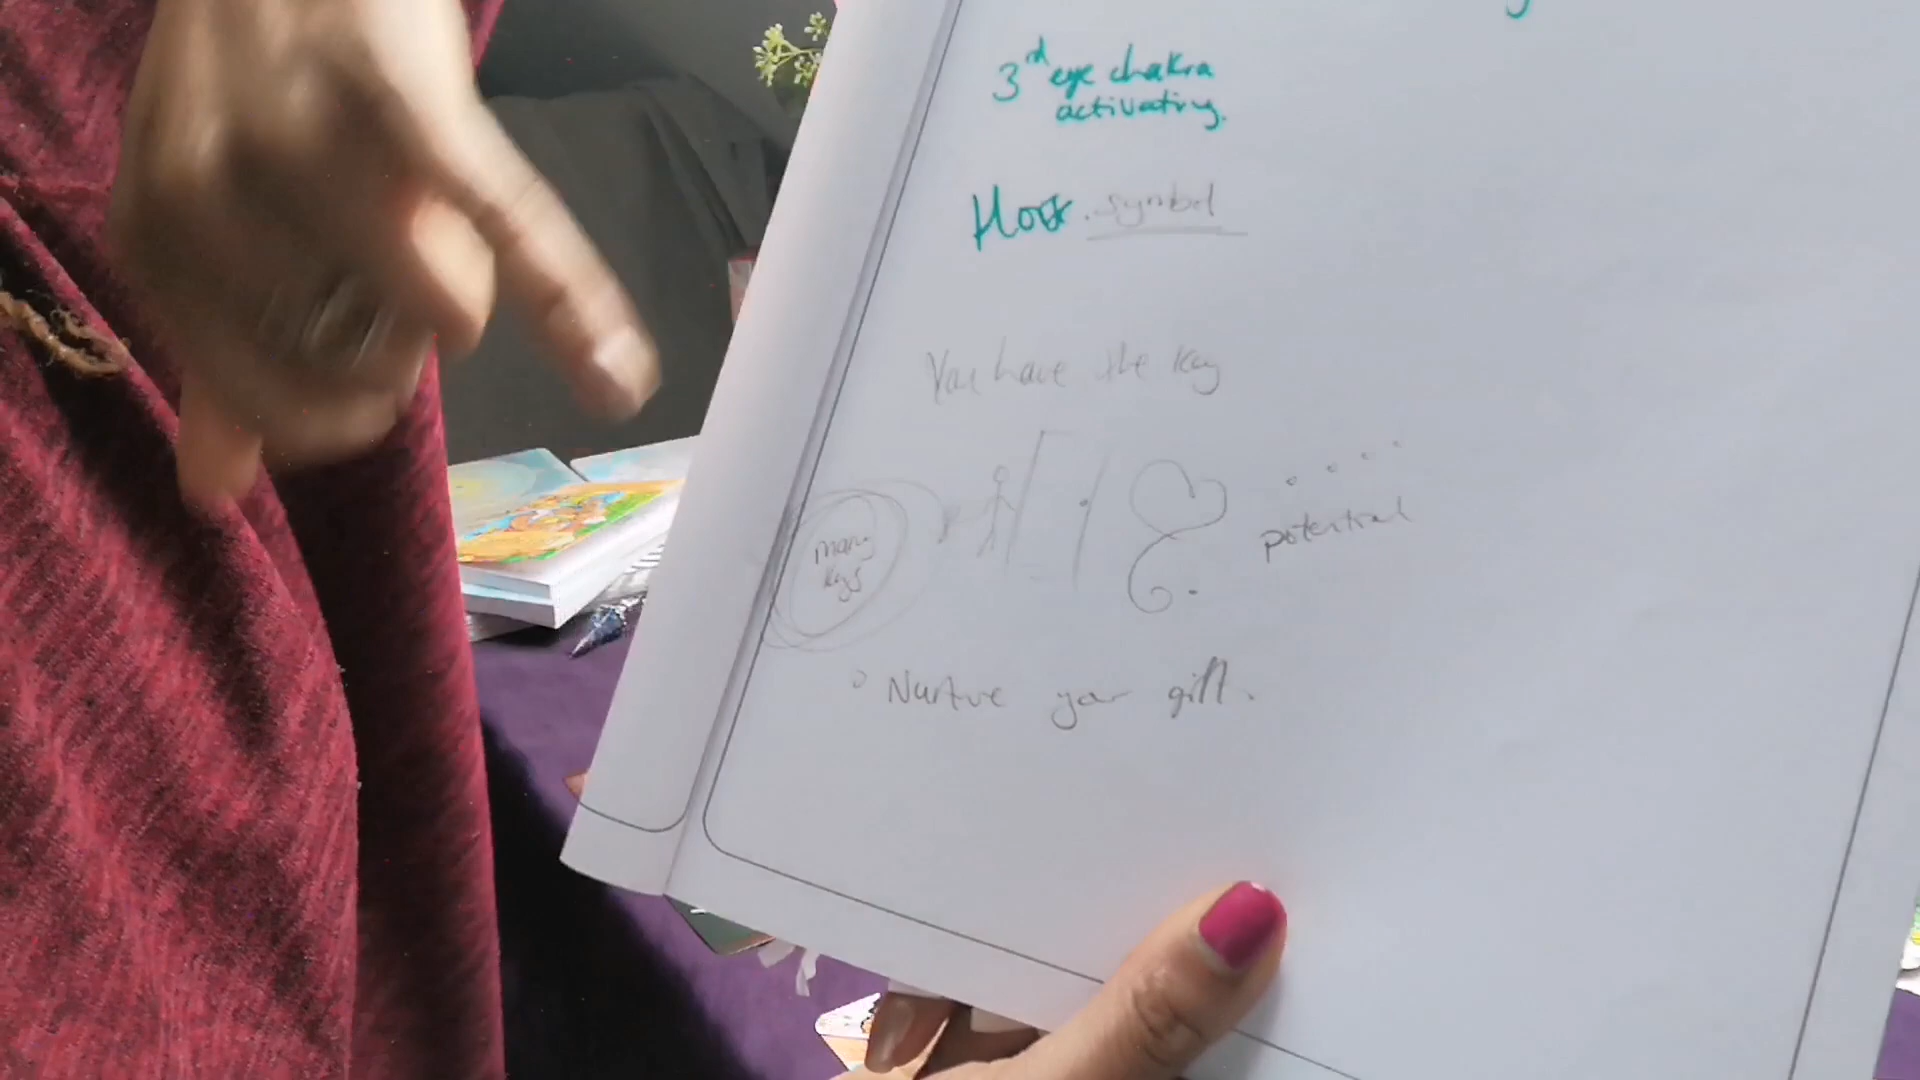 3rd eye chakra
activating.
symbol
You have the key
many
keys
potential
Nurture your gift.